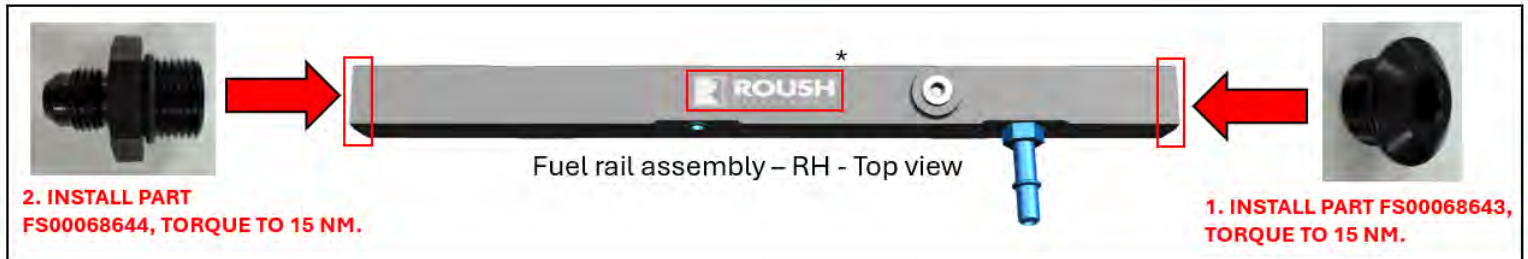 *
ROUSH
Fuel rail assembly – RH - Top view
2. INSTALL PART
FS00068644, TORQUE TO 15 NM.
1. INSTALL PART FS00068643,
TORQUE TO 15 NM.